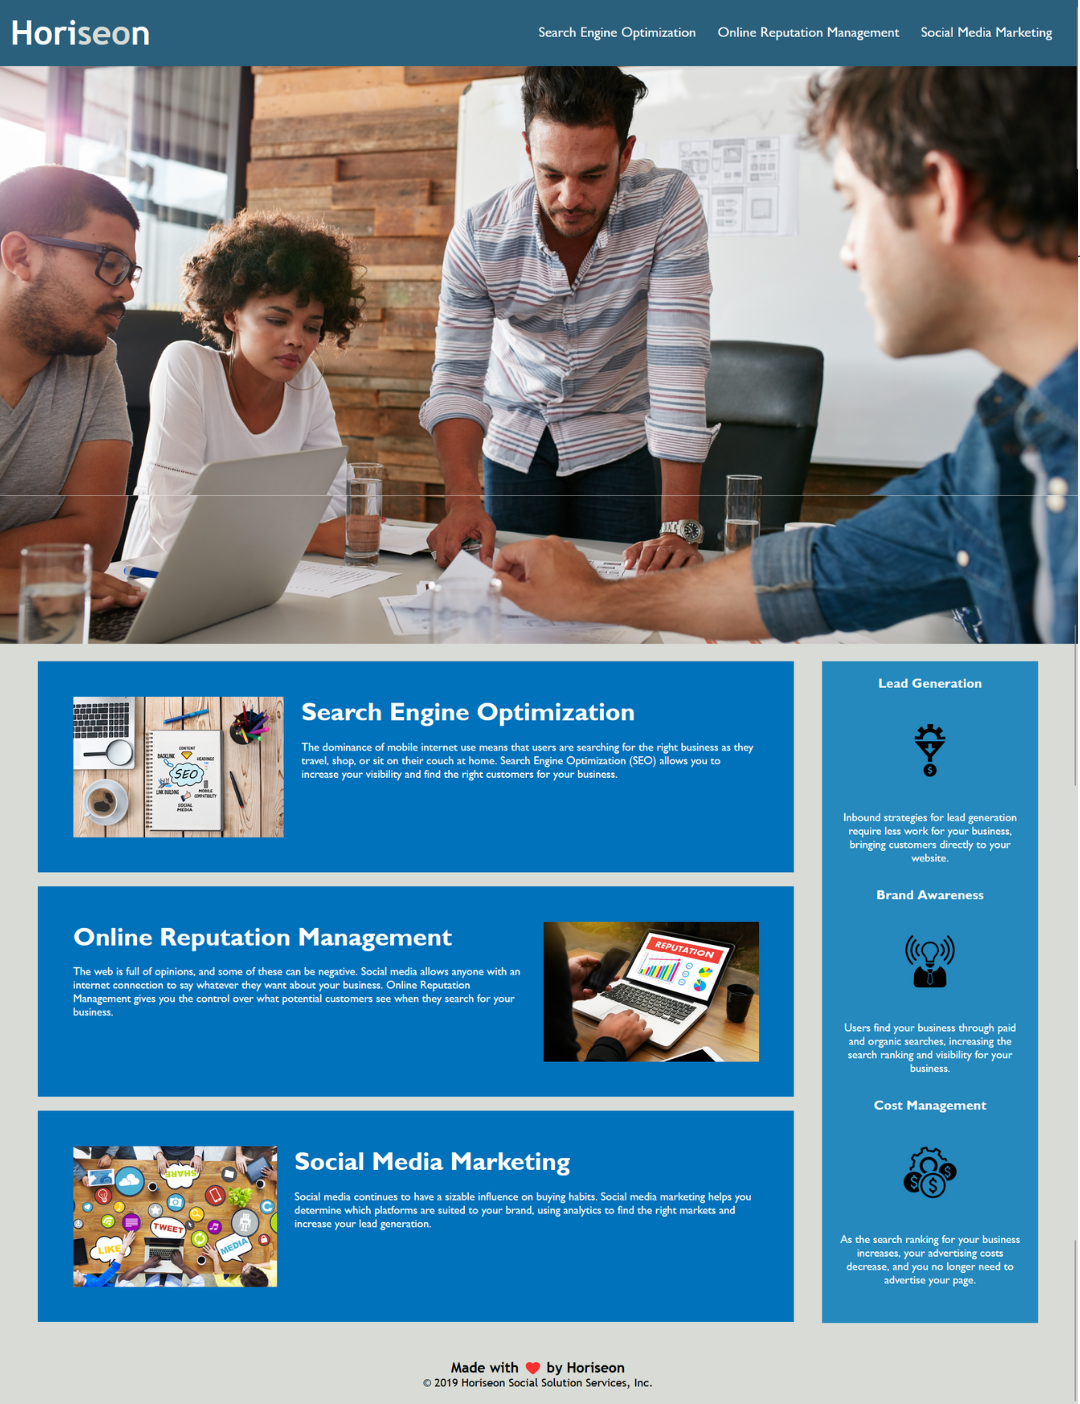 Horiseon
Search Engine Optimization Online Reputation Management Social Media Marketing
Search Engine Optimization
The dominance of mobile internet use means that users are searching for the right business as they
travel, shop, or sit on their couch at home. Search Engine Optimization (SEO) allows you to
increase your visibility and find the right customers for your business.
CONTENT
BACKLINK
KEYWORDS
SEO
LINK BUILDING
MOBILE
COMPATIBILITY
SOCIAL
MEDIA
Online Reputation Management
The web is full of opinions, and some of these can be negative. Social media allows anyone with an
internet connection to say whatever they want about your business. Online Reputation
Management gives you the control over what potential customers see when they search for your
business.
REPUTATION
Social Media Marketing
Social media continues to have a sizable influence on buying habits. Social media marketing helps you
determine which platforms are suited to your brand, using analytics to find the right markets and
increase your lead generation.
SHARE
TWEET
LIKE
MEDIA
Lead Generation
Inbound strategies for lead generation
require less work for your business,
bringing customers directly to your
website.
Brand Awareness
Users find your business through paid
and organic searches, increasing the
search ranking and visibility for your
business.
Cost Management
As the search ranking for your business
increases, your advertising costs
decrease, and you no longer need to
advertise your page.
Made with ❤️ by Horiseon
© 2019 Horiseon Social Solution Services, Inc.